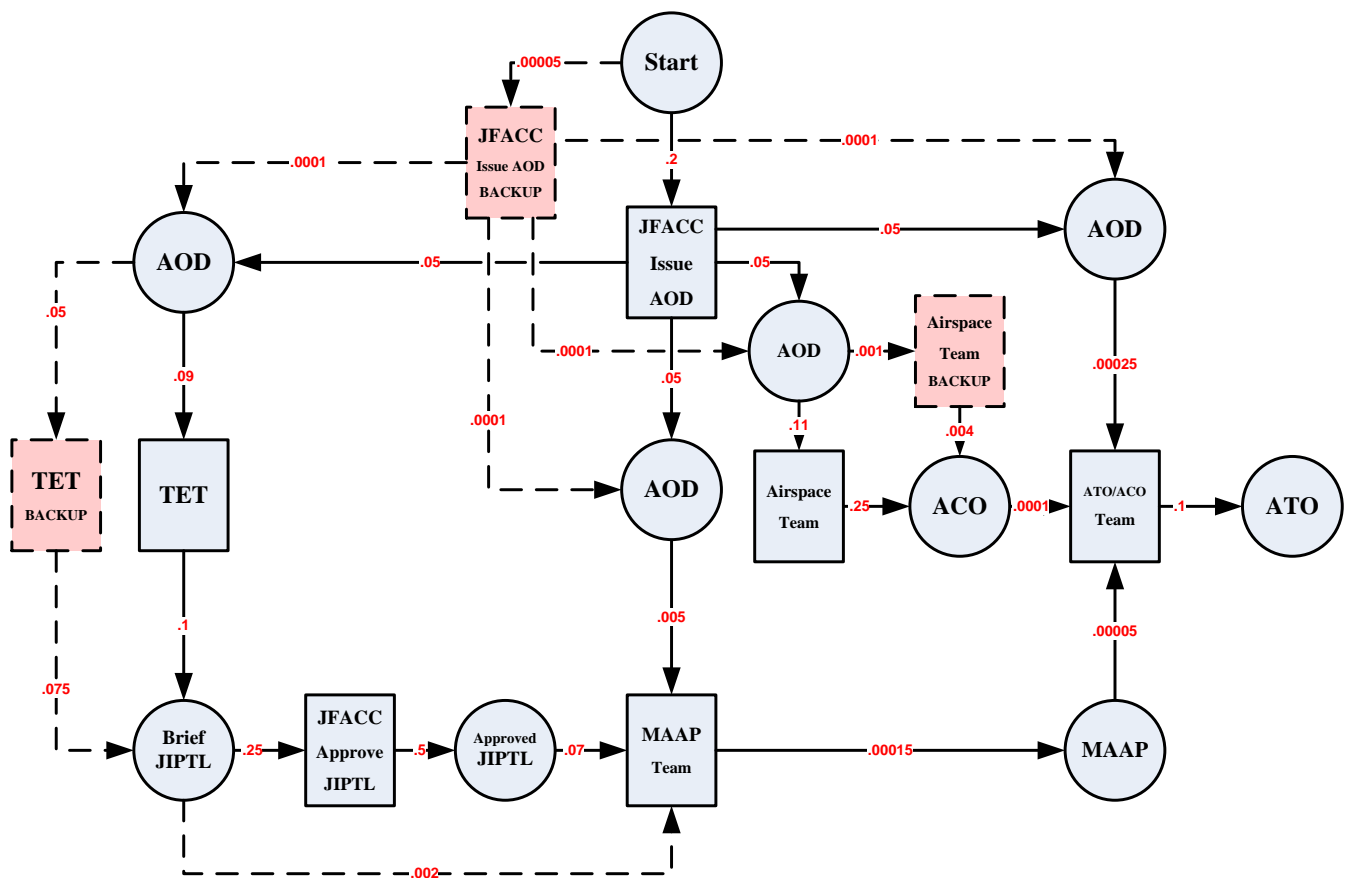 Start
.00005
JFACC
Issue AOD
BACKUP
.0001
.0001
.2
AOD
JFACC
Issue
AOD
.05
AOD
.05
.05
.05
.0001
AOD
.001
Airspace
Team
BACKUP
.05
.00025
.09
.0001
.11
.004
TET
BACKUP
TET
AOD
Airspace
Team
.25
ACO
.0001
ATO/ACO
Team
.1
ATO
.1
.005
.00005
.075
Brief
JIPTL
.25
JFACC
Approve
JIPTL
.5
Approved
JIPTL
.07
MAAP
Team
.00015
MAAP
.002